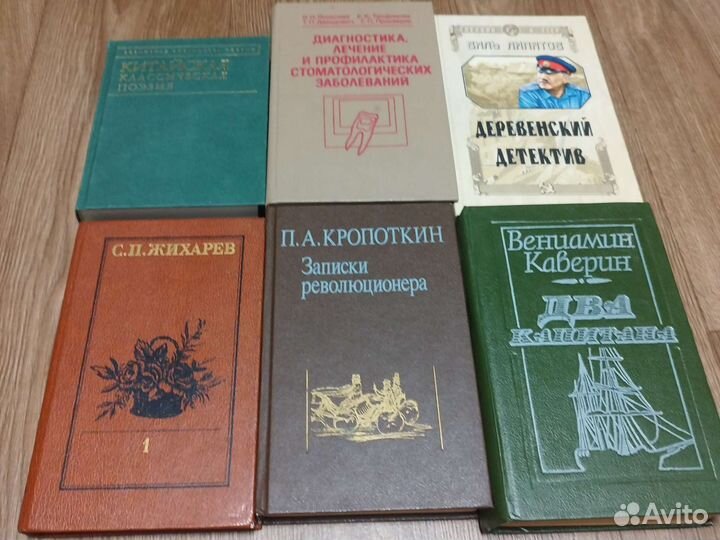 КИТАЙСКАЯ
КЛАССИЧЕСКАЯ
ПОЭЗИЯ
ДИАГНОСТИКА,
ЛЕЧЕНИЕ
И ПРОФИЛАКТИКА
СТОМАТОЛОГИЧЕСКИХ
ЗАБОЛЕВАНИЙ
ВИЛЬ ЛИПАТОВ
ДЕРЕВЕНСКИЙ
ДЕТЕКТИВ
С.П. ЖИХАРЕВ
1
П.А. КРОПОТКИН
Записки
революционера
Вениамин
Каверин
ДВА
КАПИТАНА
Avito